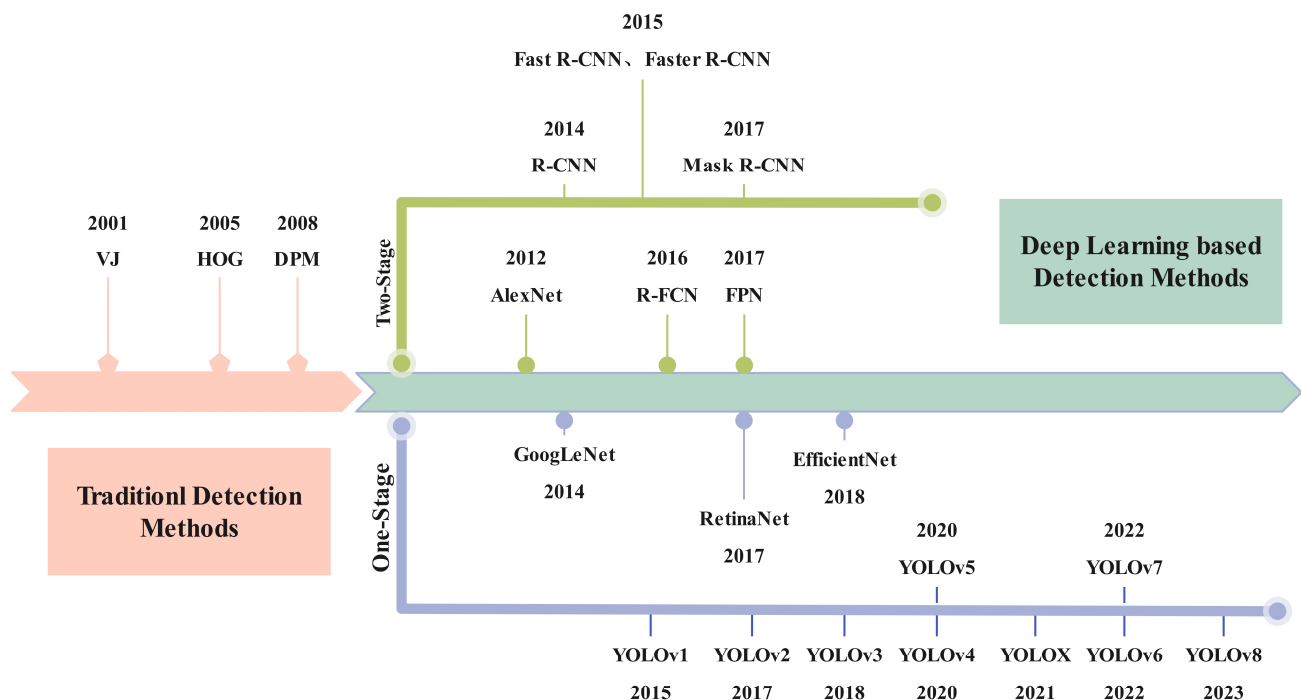 2015
Fast R-CNN、Faster R-CNN
2014
R-CNN
2017
Mask R-CNN
2001
VJ
2005
HOG
2008
DPM
Two-Stage
2012
AlexNet
2016
R-FCN
2017
FPN
Deep Learning based
Detection Methods
Traditionl Detection
Methods
One-Stage
GoogLeNet
2014
RetinaNet
2017
EfficientNet
2018
2020
YOLOv5
2022
YOLOv7
YOLOv1
2015
YOLOv2
2017
YOLOv3
2018
YOLOv4
2020
YOLOX
2021
YOLOv6
2022
YOLOv8
2023